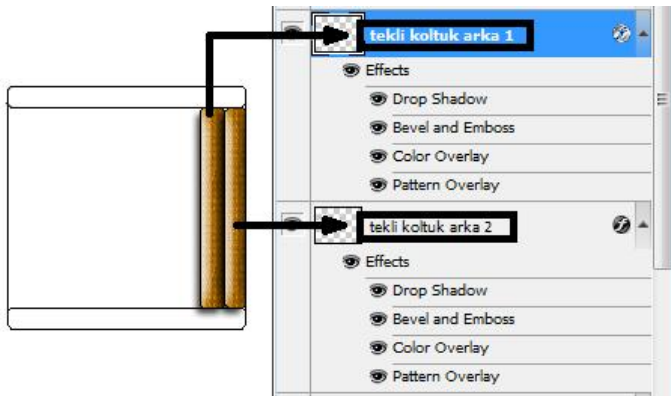 tekli koltuk arka 1
Effects
Drop Shadow
Bevel and Emboss
Color Overlay
Pattern Overlay
tekli koltuk arka 2
Effects
Drop Shadow
Bevel and Emboss
Color Overlay
Pattern Overlay